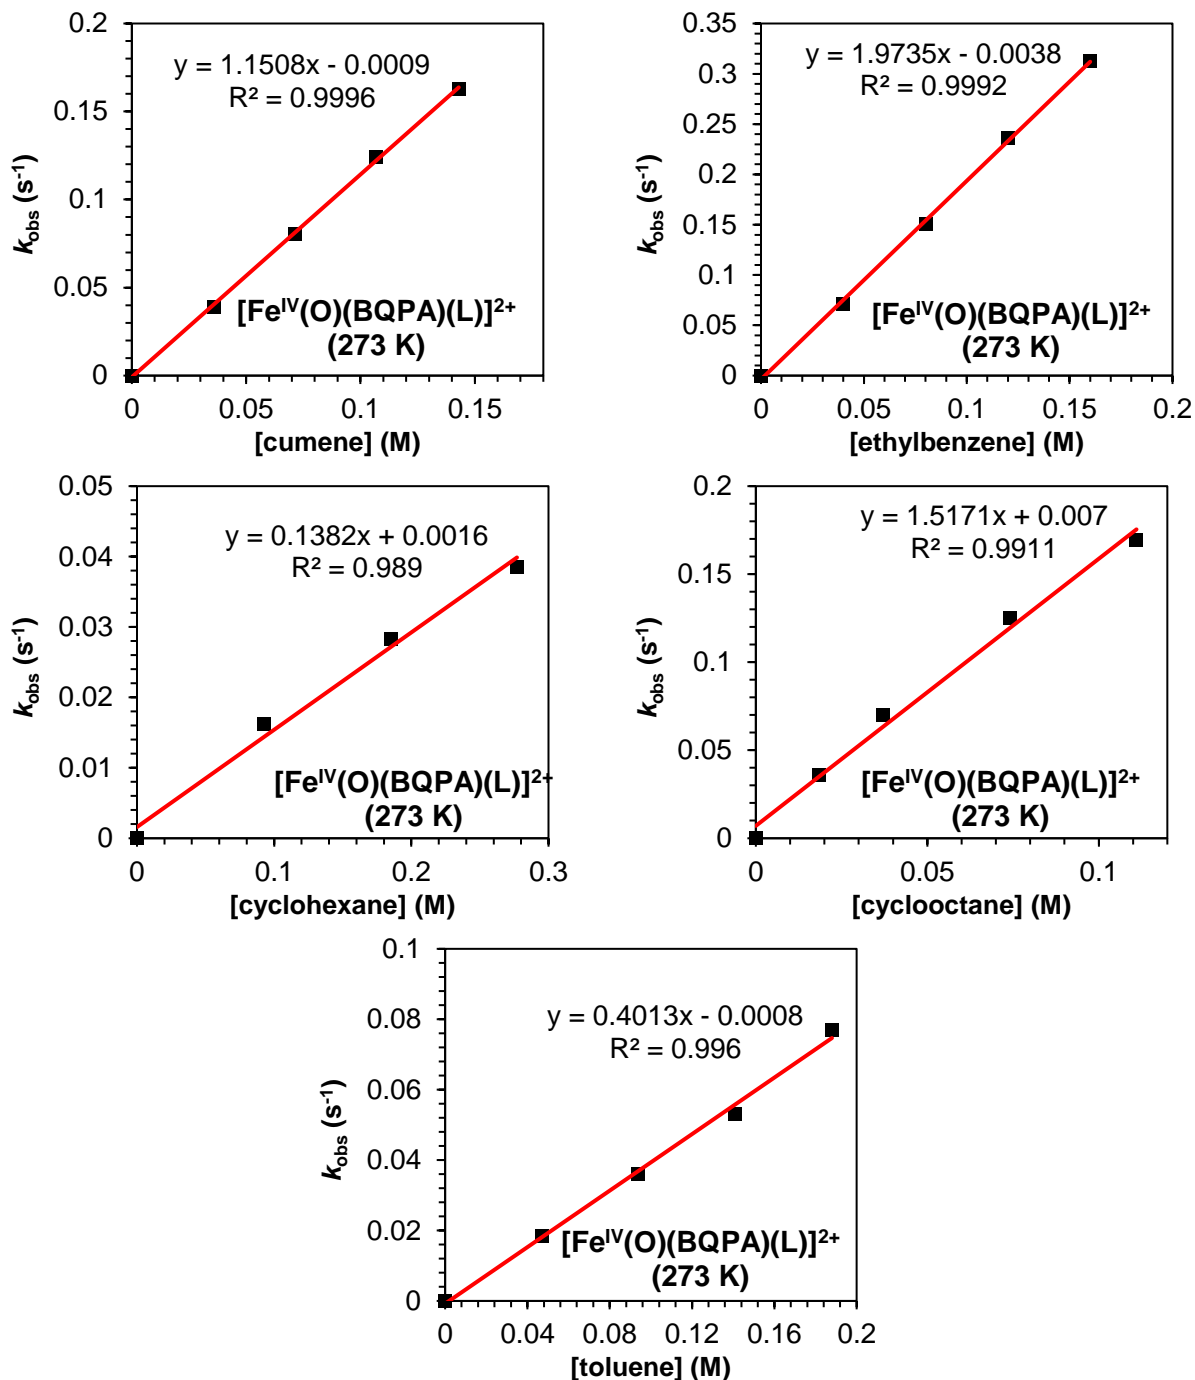 y = 1.1508x - 0.0009
R² = 0.9996
0.2
0.15
0.1
0.05
0
k_obs (s⁻¹)
[Feᴵⱽ(O)(BQPA)(L)]²⁺
(273 K)
0 0.05 0.1 0.15
[cumene] (M)
y = 1.9735x - 0.0038
R² = 0.9992
0.35
0.3
0.25
0.2
0.15
0.1
0.05
0
k_obs (s⁻¹)
[Feᴵⱽ(O)(BQPA)(L)]²⁺
(273 K)
0 0.05 0.1 0.15 0.2
[ethylbenzene] (M)
y = 0.1382x + 0.0016
R² = 0.989
0.05
0.04
0.03
0.02
0.01
0
k_obs (s⁻¹)
[Feᴵⱽ(O)(BQPA)(L)]²⁺
(273 K)
0 0.1 0.2 0.3
[cyclohexane] (M)
y = 1.5171x + 0.007
R² = 0.9911
0.2
0.15
0.1
0.05
0
k_obs (s⁻¹)
[Feᴵⱽ(O)(BQPA)(L)]²⁺
(273 K)
0 0.05 0.1
[cyclooctane] (M)
y = 0.4013x - 0.0008
R² = 0.996
0.1
0.08
0.06
0.04
0.02
0
k_obs (s⁻¹)
[Feᴵⱽ(O)(BQPA)(L)]²⁺
(273 K)
0 0.04 0.08 0.12 0.16 0.2
[toluene] (M)